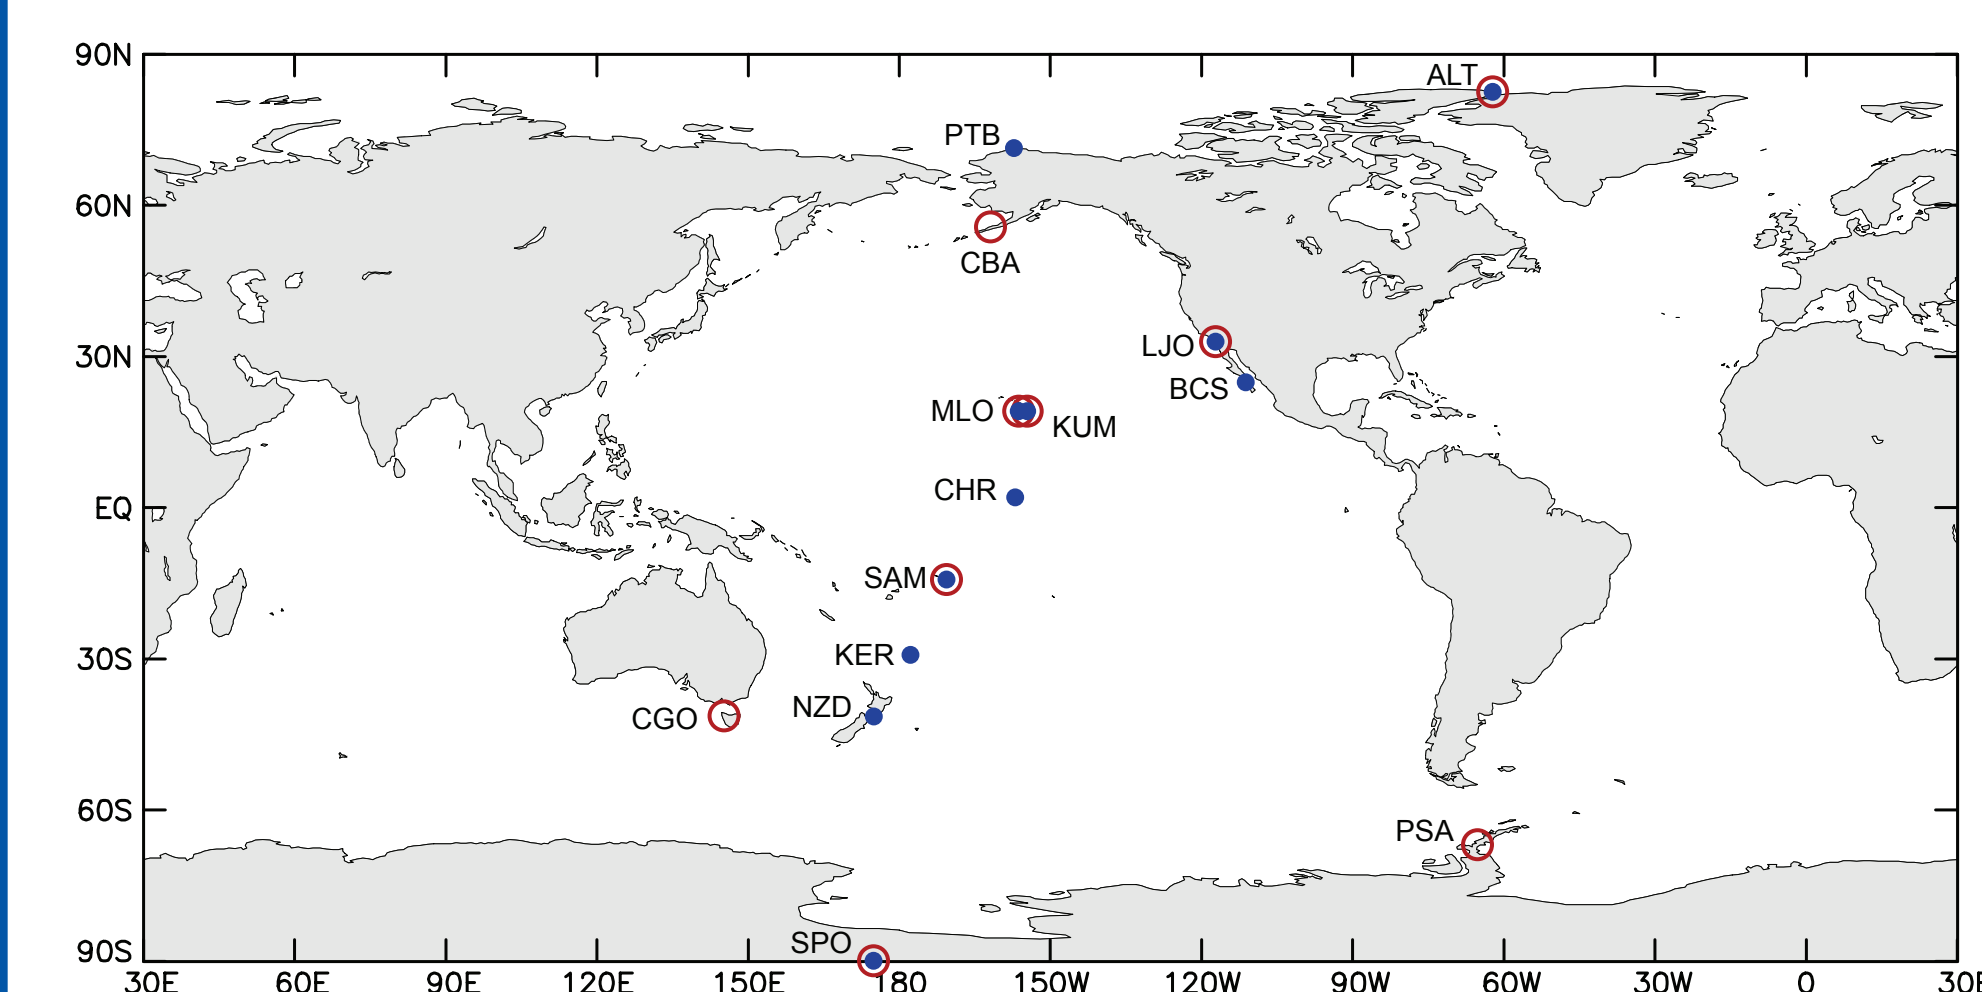 90N
ALT
PTB
60N
CBA
LJO
30N
BCS
MLO
KUM
CHR
EQ
SAM
KER
30S
NZD
CGO
60S
PSA
SPO
90S
30E 60E 90E 120E 150E 180 150W 120W 90W 60W 30W 0 30E